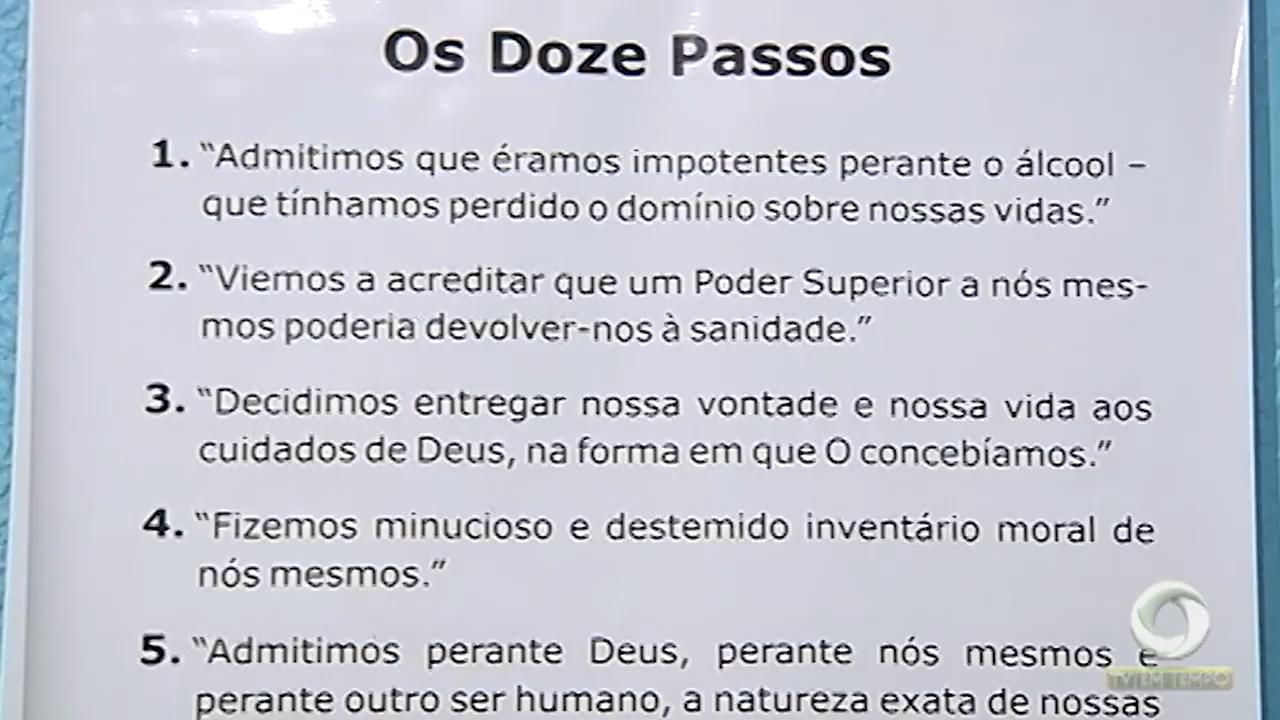 Os Doze Passos
1. “Admitimos que éramos impotentes perante o álcool –
que tínhamos perdido o domínio sobre nossas vidas.”
2. “Viemos a acreditar que um Poder Superior a nós mes-
mos poderia devolver-nos à sanidade.”
3. “Decidimos entregar nossa vontade e nossa vida aos
cuidados de Deus, na forma em que O concebíamos.”
4. “Fizemos minucioso e destemido inventário moral de
nós mesmos.”
5. “Admitimos perante Deus, perante nós mesmos e
perante outro ser humano, a natureza exata de nossas
TV EM TEMPO